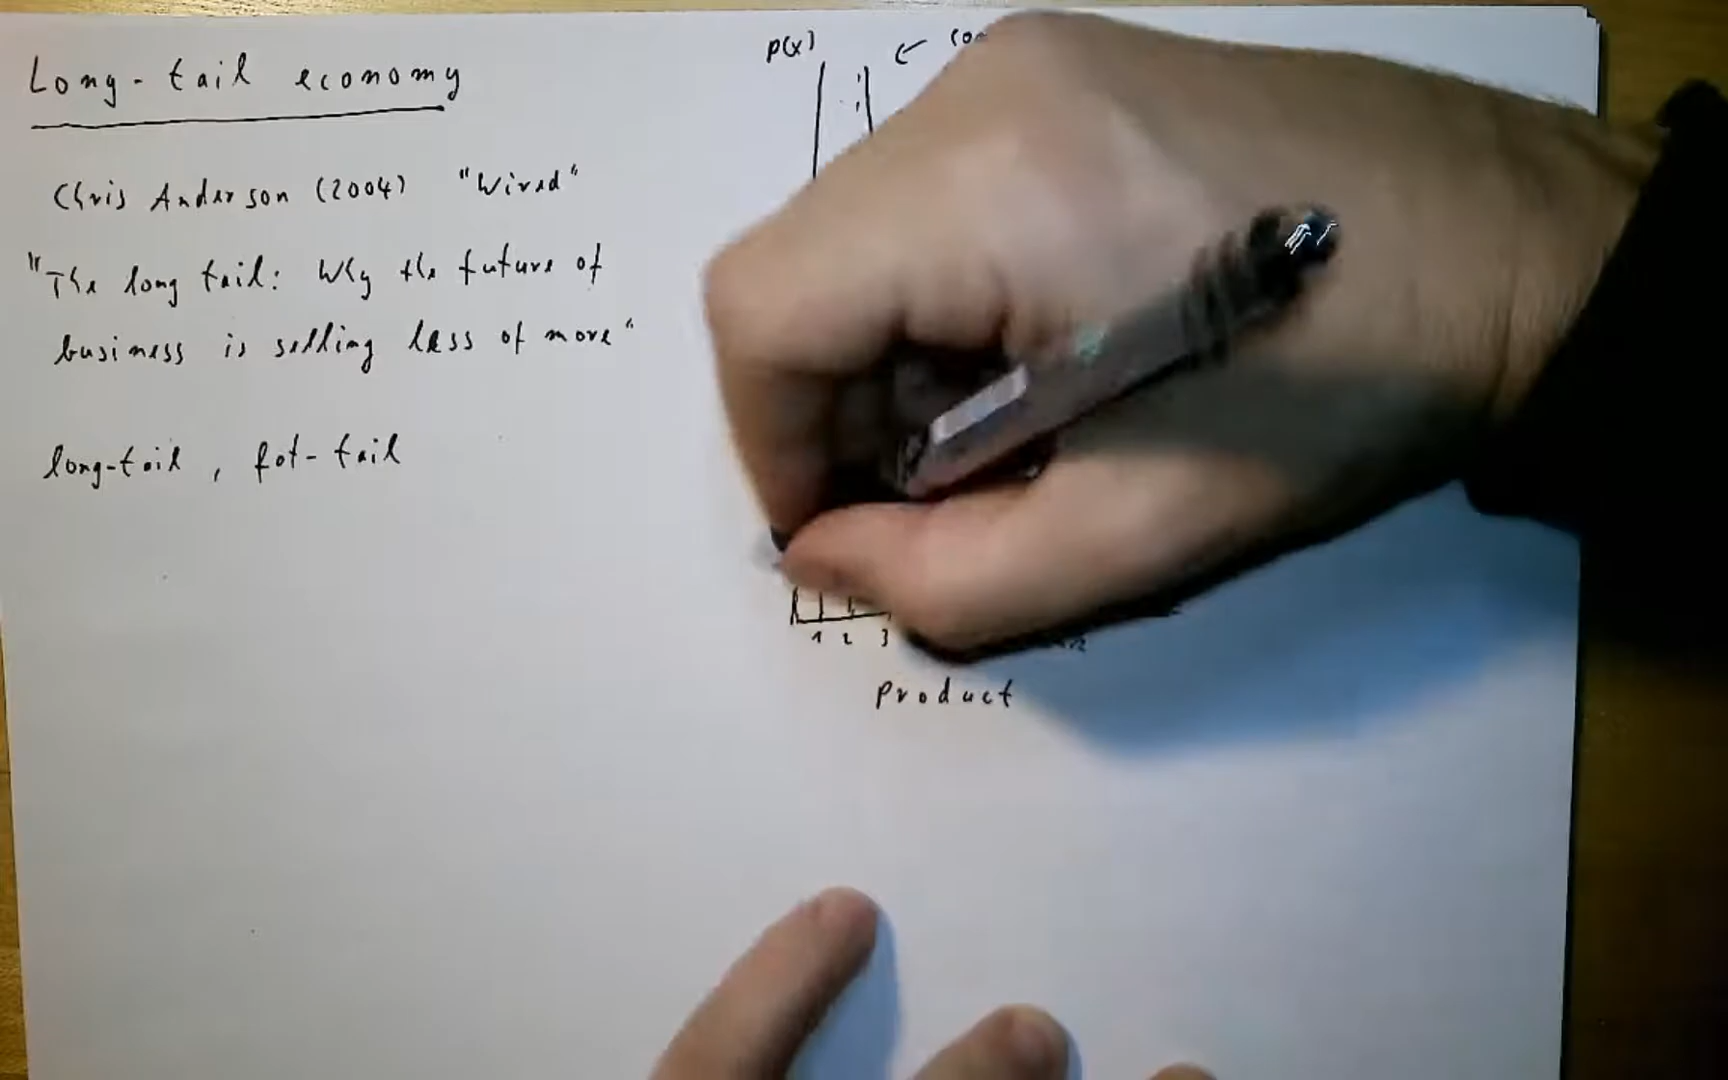 Long-tail economy
Chris Anderson (2004) "Wired"
"The long tail: Why the future of
business is selling less of more"
long-tail, fat-tail
p(x)
1 2 3
Product